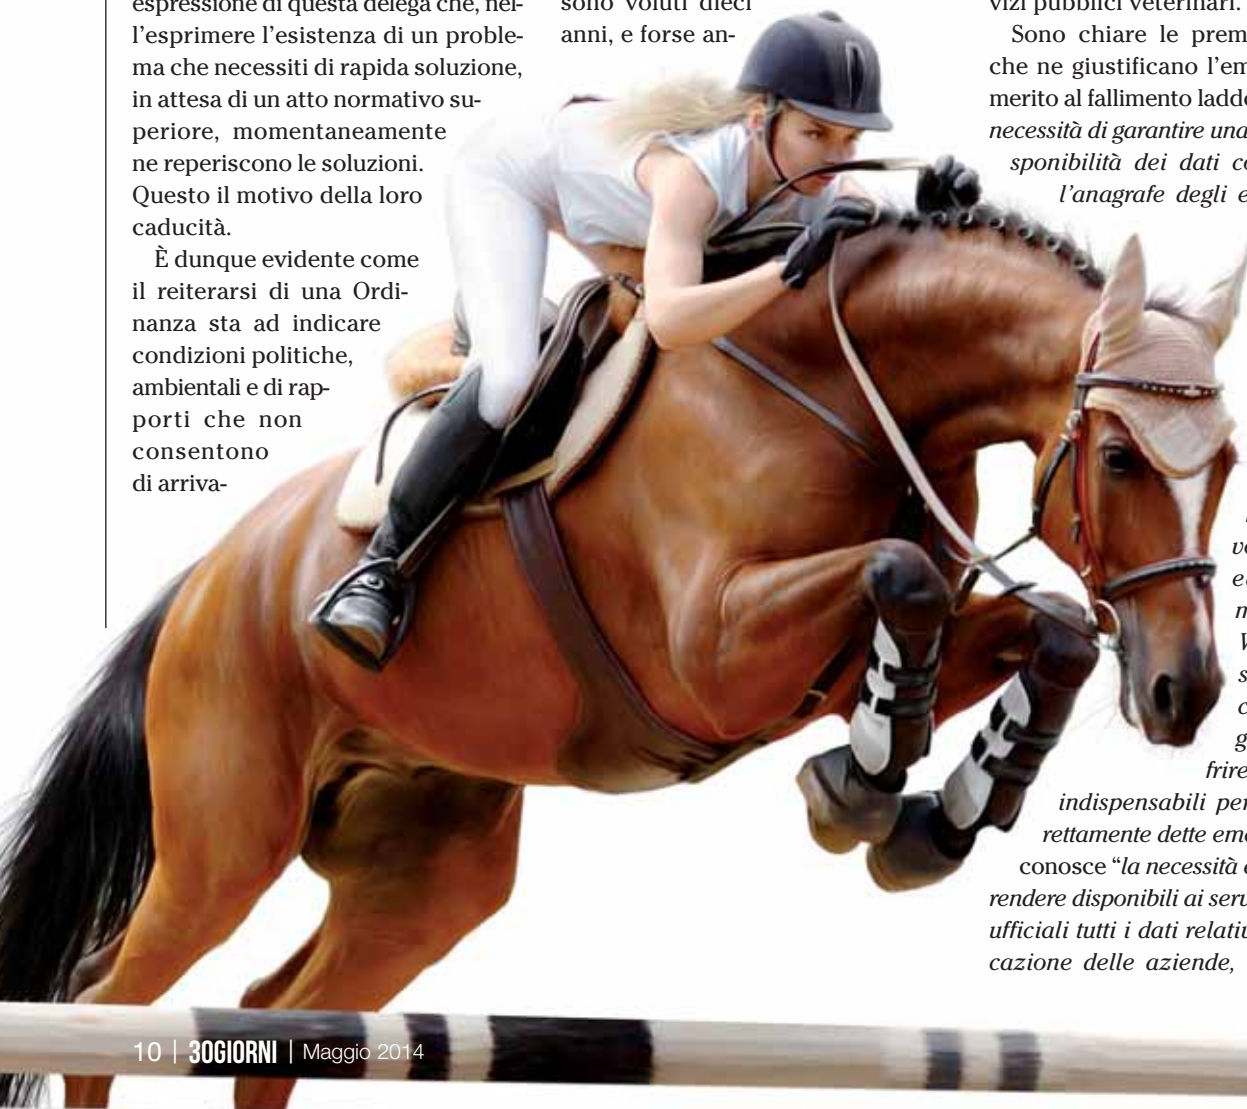 espressione di questa delega che, nel-
l'esprimere l'esistenza di un proble-
ma che necessiti di rapida soluzione,
in attesa di un atto normativo su-
periore, momentaneamente
ne reperiscono le soluzioni.
Questo il motivo della loro
caducità.
È dunque evidente come
il reiterarsi di una Ordi-
nanza sta ad indicare
condizioni politiche,
ambientali e di rap-
porti che non
consentono
di arriva-
sono voluti dieci
anni, e forse an-
vizi pubblici veterinari.
Sono chiare le prem
che ne giustificano l'em
merito al fallimento ladd
necessità di garantire una
sponibilità dei dati co
l'anagrafe degli e
frire
indispensabili per
rettamente dette em
conosce “la necessità
rendere disponibili ai ser
ufficiali tutti i dati relati
cazione delle aziende,
10 | 30GIORNI | Maggio 2014